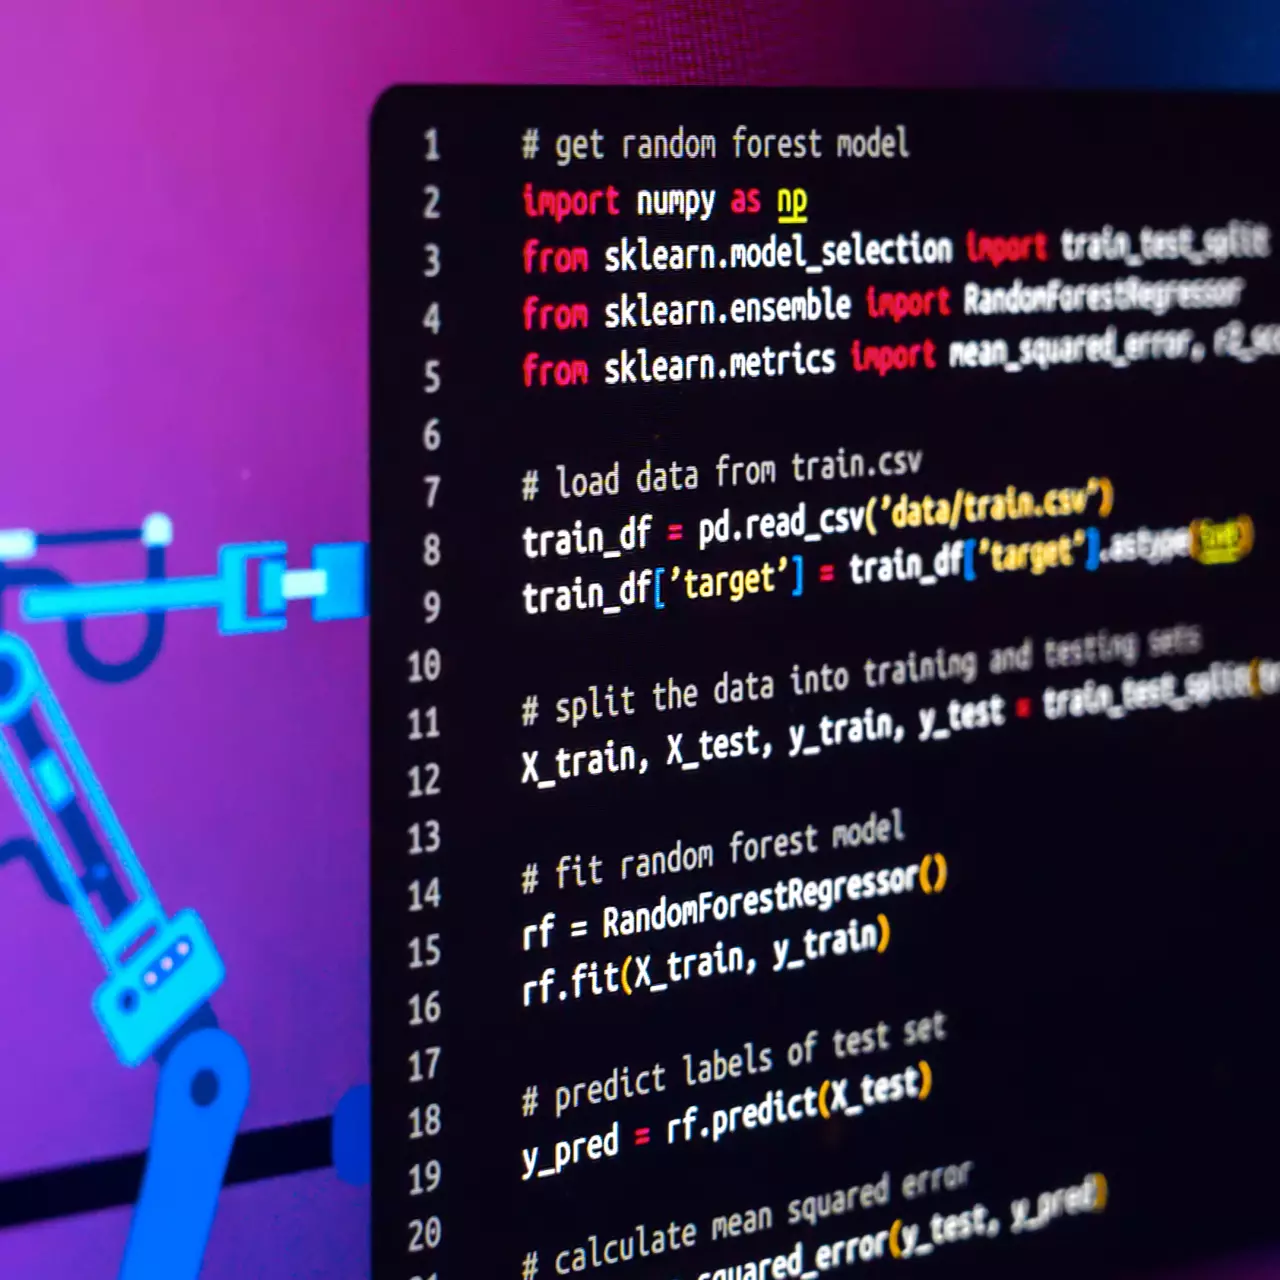 1 # get random forest model
2 import numpy as np
3 from sklearn.model_selection import train_test_split
4 from sklearn.ensemble import RandomForestRegressor
5 from sklearn.metrics import mean_squared_error,
6
7 # load data from train.csv
8 train_df = pd.read_csv('data/train.csv')
9 train_df['target'] = train_df['target'].astype(
10
11 # split the data into training and testing sets
12 X_train, X_test, y_train, y_test = train_test_split(
13
14 # fit random forest model
15 rf = RandomForestRegressor()
16 rf.fit(X_train, y_train)
17
18 # predict labels of test set
19 y_pred = rf.predict(X_test)
20
# calculate mean squared error
squared_error(y_test, y_pred)